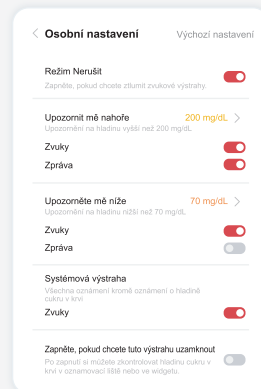 Osobní nastavení
Výchozí nastavení
Režim Nerušit
Zapněte, pokud chcete ztlumit zvukové výstrahy.
Upozornit mě nahoře
200 mg/dL
Upozornění na hladinu vyšší než 200 mg/dL
Zvuky
Zpráva
Upozorněte mě níže
70 mg/dL
Upozornění na hladinu nižší než 70 mg/dL
Zvuky
Zpráva
Systémová výstraha
Všechna oznámení kromě oznámení o hladině
cukru v krvi
Zvuky
Zapněte, pokud chcete tuto výstrahu uzamknout
Po zapnutí si můžete zkontrolovat hladinu cukru v
krvi v oznamovací liště nebo ve widgetu.